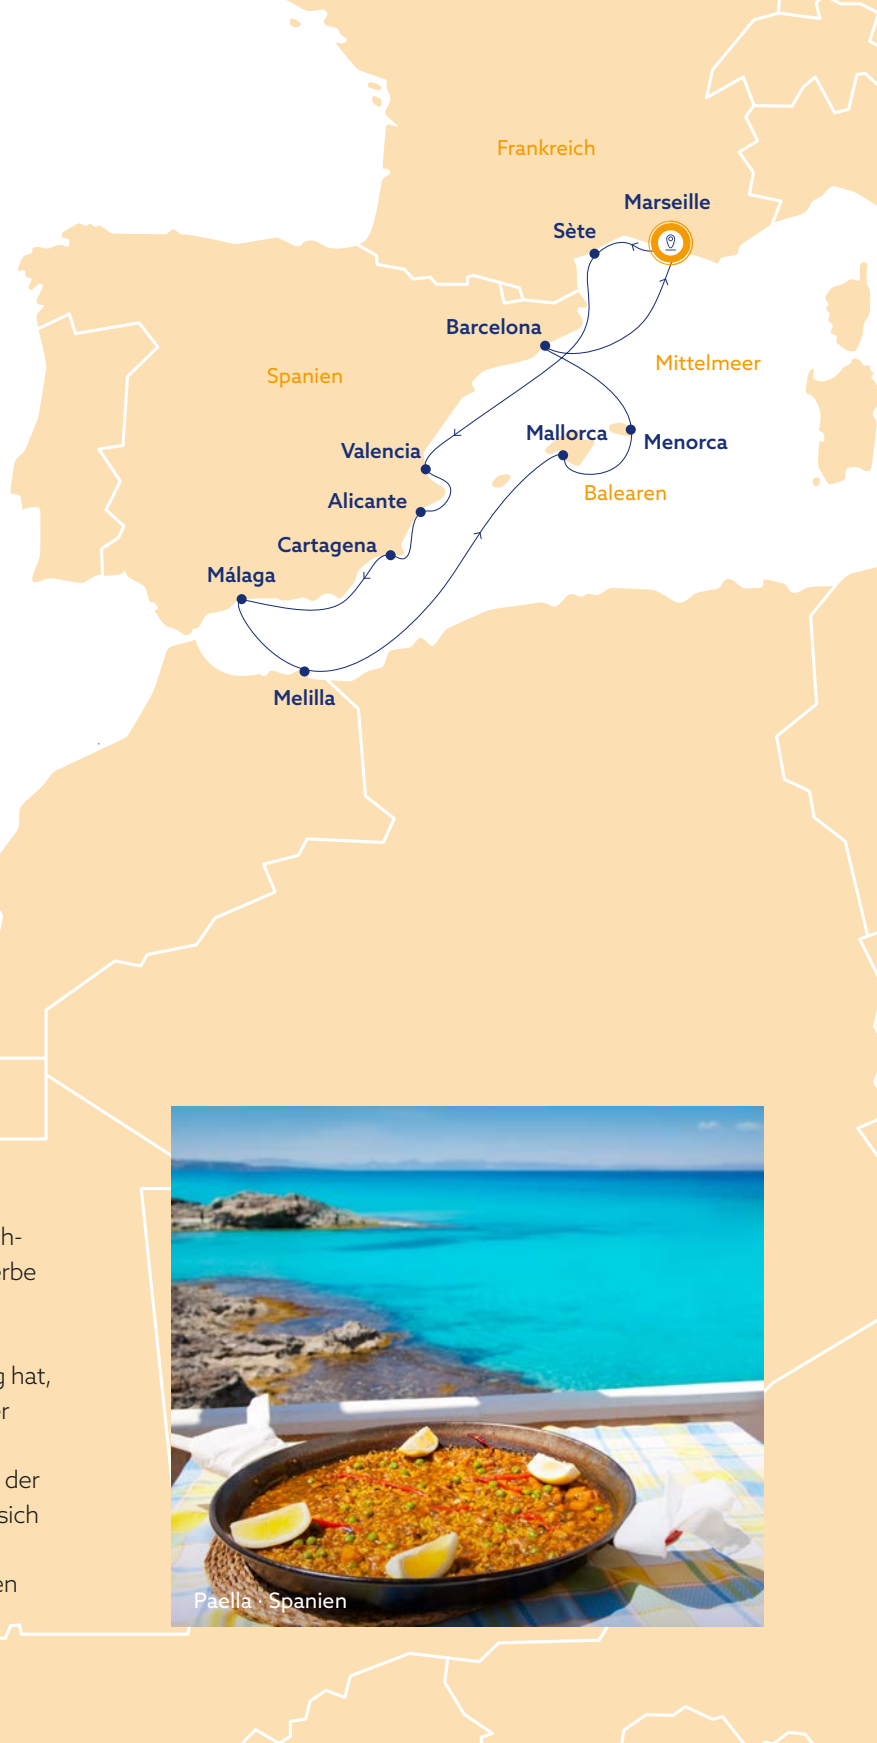 Frankreich
Marseille
Sète
Barcelona
Mittelmeer
Spanien
Mallorca
Menorca
Valencia
Balearen
Alicante
Cartagena
Málaga
Melilla
h-
rbe
hat,
r
der
sich
en
Paella · Spanien